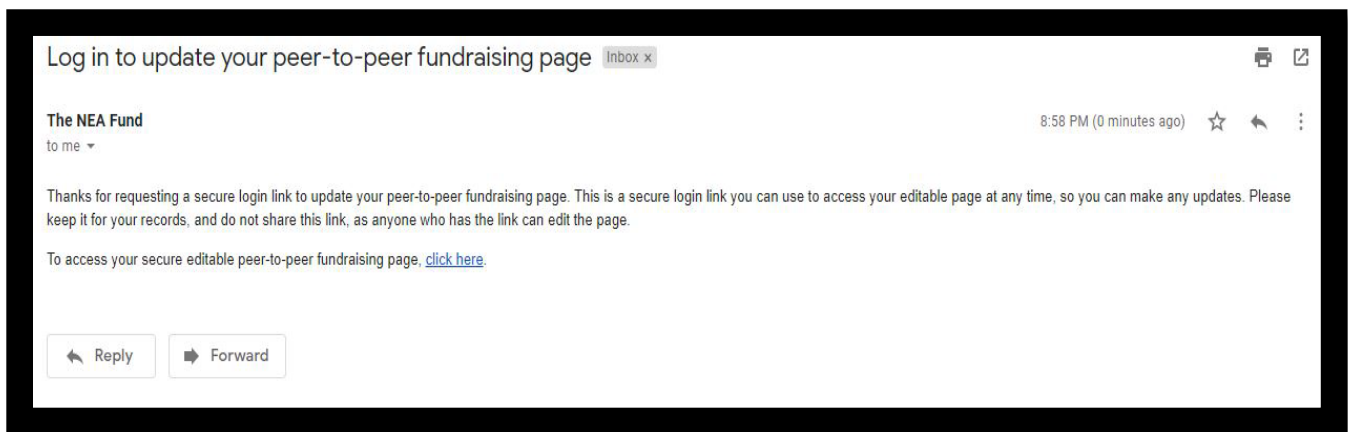 Log in to update your peer-to-peer fundraising page Inbox x
The NEA Fund 8:58 PM (0 minutes ago)
to me
Thanks for requesting a secure login link to update your peer-to-peer fundraising page. This is a secure login link you can use to access your editable page at any time, so you can make any updates. Please
keep it for your records, and do not share this link, as anyone who has the link can edit the page.
To access your secure editable peer-to-peer fundraising page, click here.
Reply Forward